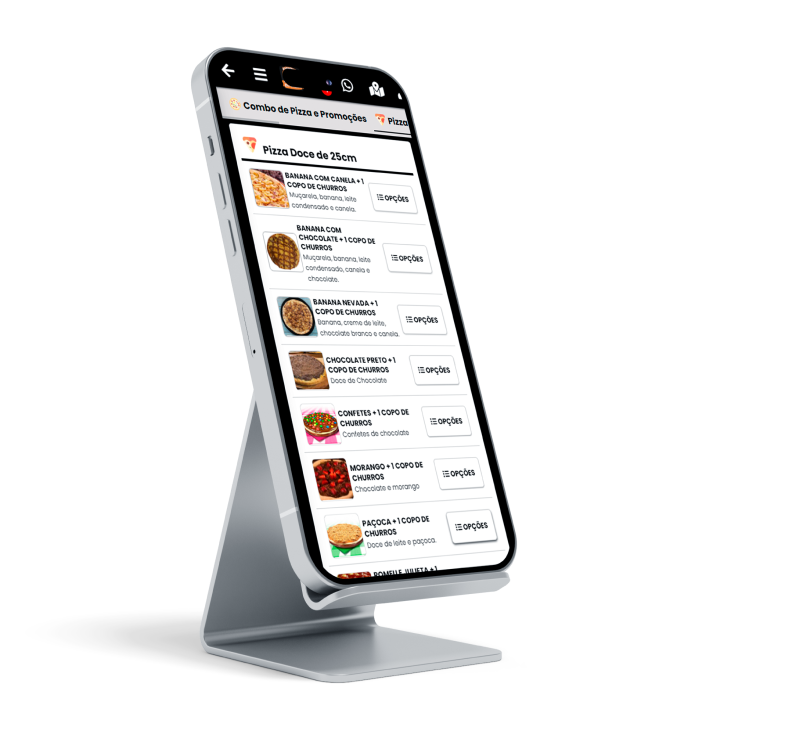 Combo de Pizza e Promoções
Pizza
Pizza Doce de 25cm
BANANA COM CANELA + 1
COPO DE CHURROS
Muçarela, banana, leite
condensado e canela.
OPÇÕES
BANANA COM
CHOCOLATE + 1 COPO DE
CHURROS
Muçarela, banana, leite
condensado, canela e
chocolate.
OPÇÕES
BANANA NEVADA + 1
COPO DE CHURROS
Banana, creme de leite,
chocolate branco e canela.
OPÇÕES
CHOCOLATE PRETO + 1
COPO DE CHURROS
Doce de Chocolate
OPÇÕES
CONFETES + 1 COPO DE
CHURROS
Confetes de chocolate
OPÇÕES
MORANGO + 1 COPO DE
CHURROS
Chocolate e morango
OPÇÕES
PAÇOCA + 1 COPO DE
CHURROS
Doce de leite e paçoca.
OPÇÕES
ROMEU E JULIETA + 1